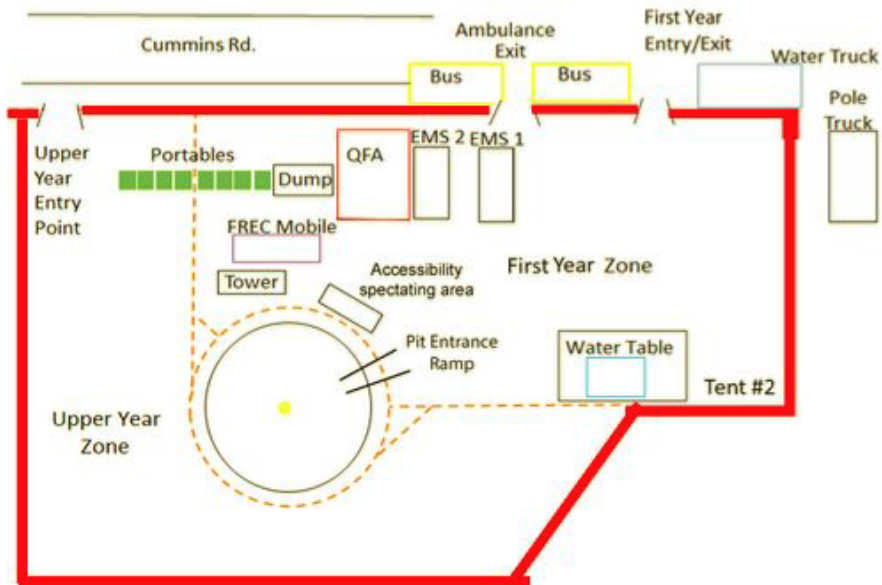 Cummins Rd.
Ambulance
Exit
First Year
Entry/Exit
Water Truck
Bus
Bus
Pole
Truck
Upper
Year
Entry
Point
Portables
Dump
QFA
EMS 2
EMS 1
FREC Mobile
Tower
Accessibility
spectating area
First Year Zone
Pit Entrance
Ramp
Water Table
Tent #2
Upper Year
Zone